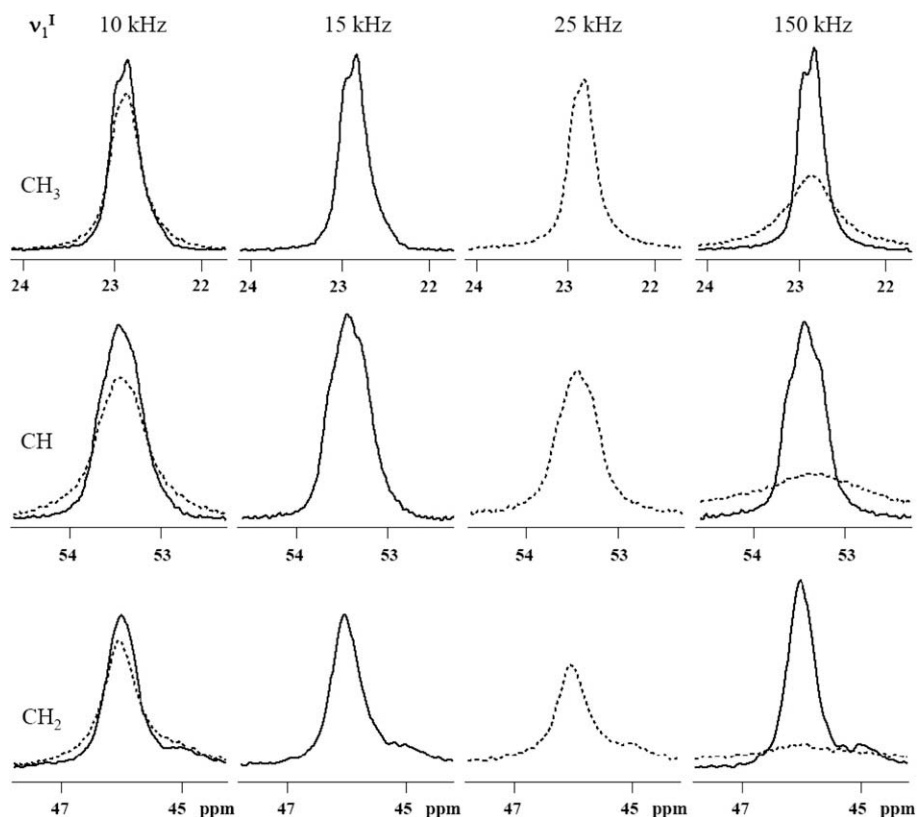 ν₁ᴵ 10 kHz 15 kHz 25 kHz 150 kHz
CH₃
24 23 22 24 23 22 24 23 22 24 23 22
CH
54 53 54 53 54 53 54 53
CH₂
47 45 ppm 47 45 ppm 47 45 ppm 47 45 ppm